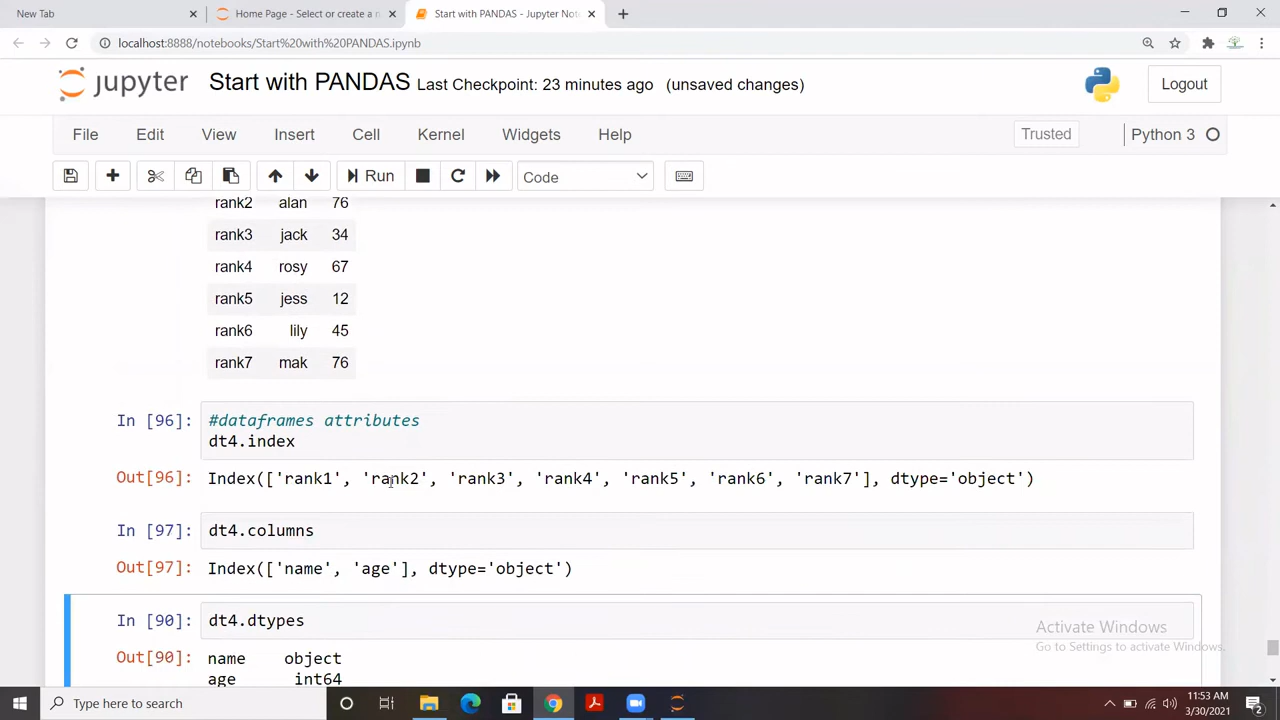 New Tab
Home Page - Select or create a n
Start with PANDAS - Jupyter Note
localhost:8888/notebooks/Start%20with%20PANDAS.ipynb
jupyter Start with PANDAS Last Checkpoint: 23 minutes ago (unsaved changes) Logout
File Edit View Insert Cell Kernel Widgets Help Trusted Python 3
Run Code
rank2 alan 76
rank3 jack 34
rank4 rosy 67
rank5 jess 12
rank6 lily 45
rank7 mak 76
In [96]: #dataframes attributes
dt4.index
Out[96]: Index(['rank1', 'rank2', 'rank3', 'rank4', 'rank5', 'rank6', 'rank7'], dtype='object')
In [97]: dt4.columns
Out[97]: Index(['name', 'age'], dtype='object')
In [90]: dt4.dtypes
Out[90]: name object
age int64
Activate Windows
Go to Settings to activate Windows.
Type here to search
11:53 AM
3/30/2021
2